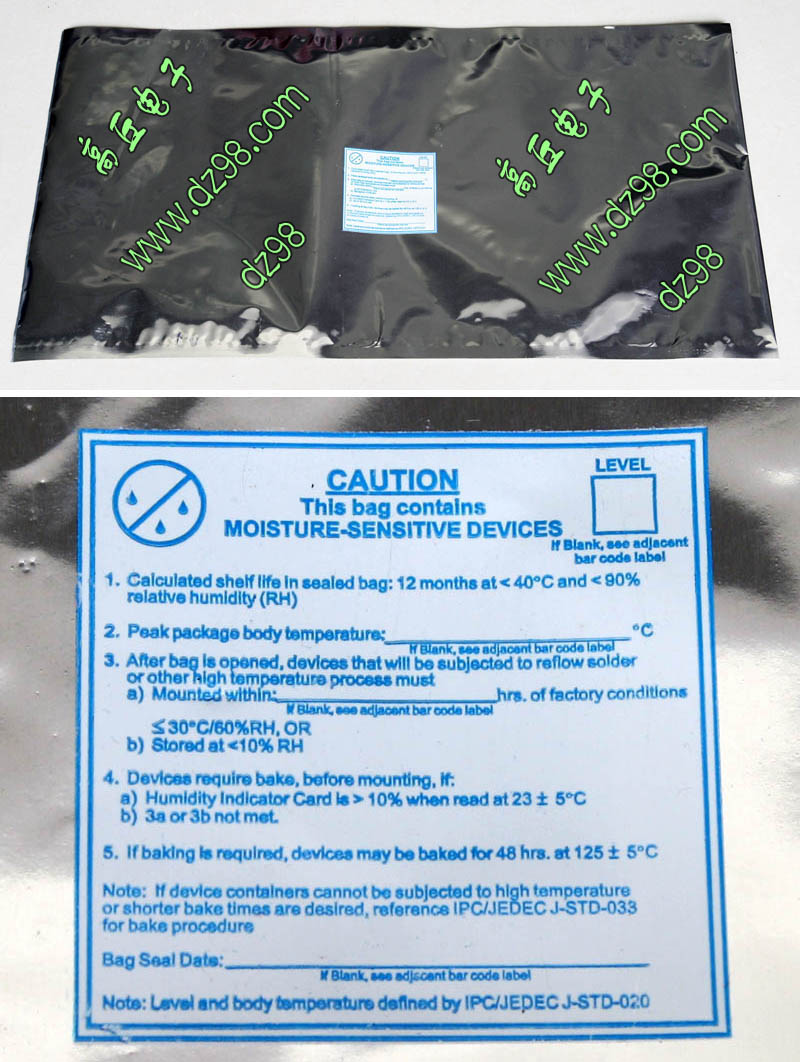 高互电子
www.dz98.com
dz98
高互电子
www.dz98.com
dz98
CAUTION
This bag contains
MOISTURE-SENSITIVE DEVICES
LEVEL
If Blank, see adjacent
bar code label
1. Calculated shelf life in sealed bag: 12 months at < 40°C and < 90%
relative humidity (RH)
2. Peak package body temperature:____________°C
If Blank, see adjacent bar code label
3. After bag is opened, devices that will be subjected to reflow solder
or other high temperature process must
a) Mounted within:____________hrs. of factory conditions
If Blank, see adjacent bar code label
≤30°C/60%RH, OR
b) Stored at <10% RH
4. Devices require bake, before mounting, if:
a) Humidity Indicator Card is > 10% when read at 23 ± 5°C
b) 3a or 3b not met.
5. If baking is required, devices may be baked for 48 hrs. at 125 ± 5°C
Note: If device containers cannot be subjected to high temperature
or shorter bake times are desired, reference IPC/JEDEC J-STD-033
for bake procedure
Bag Seal Date:____________
If Blank, see adjacent bar code label
Note: Level and body temperature defined by IPC/JEDEC J-STD-020